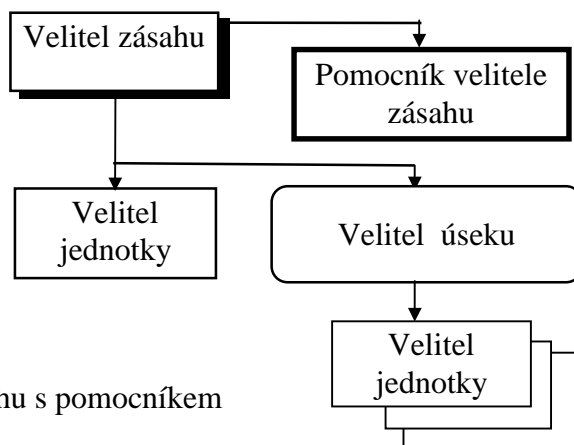 Velitel zásahu
Pomocník velitele
zásahu
Velitel
jednotky
Velitel úseku
Velitel
jednotky
hu s pomocníkem